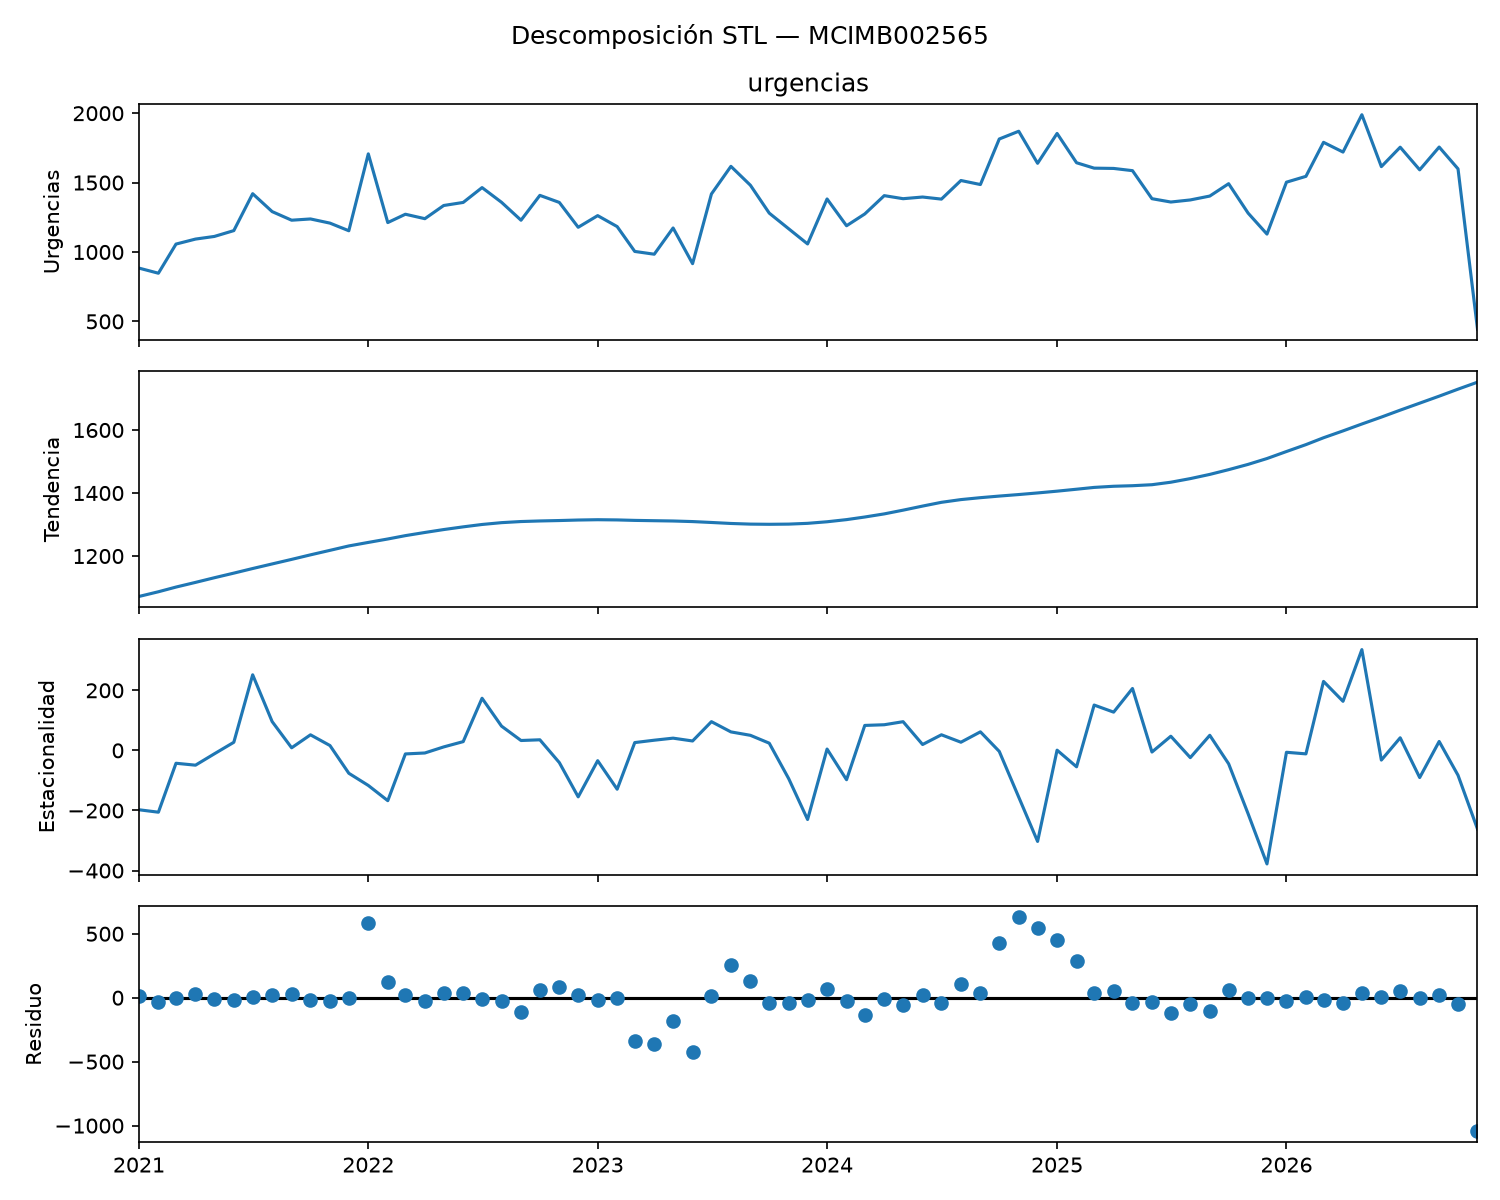 Descomposición STL — MCIMB002565
urgencias
Urgencias
2000
1500
1000
500
Tendencia
1600
1400
1200
Estacionalidad
200
0
−200
−400
Residuo
500
0
−500
−1000
2021 2022 2023 2024 2025 2026